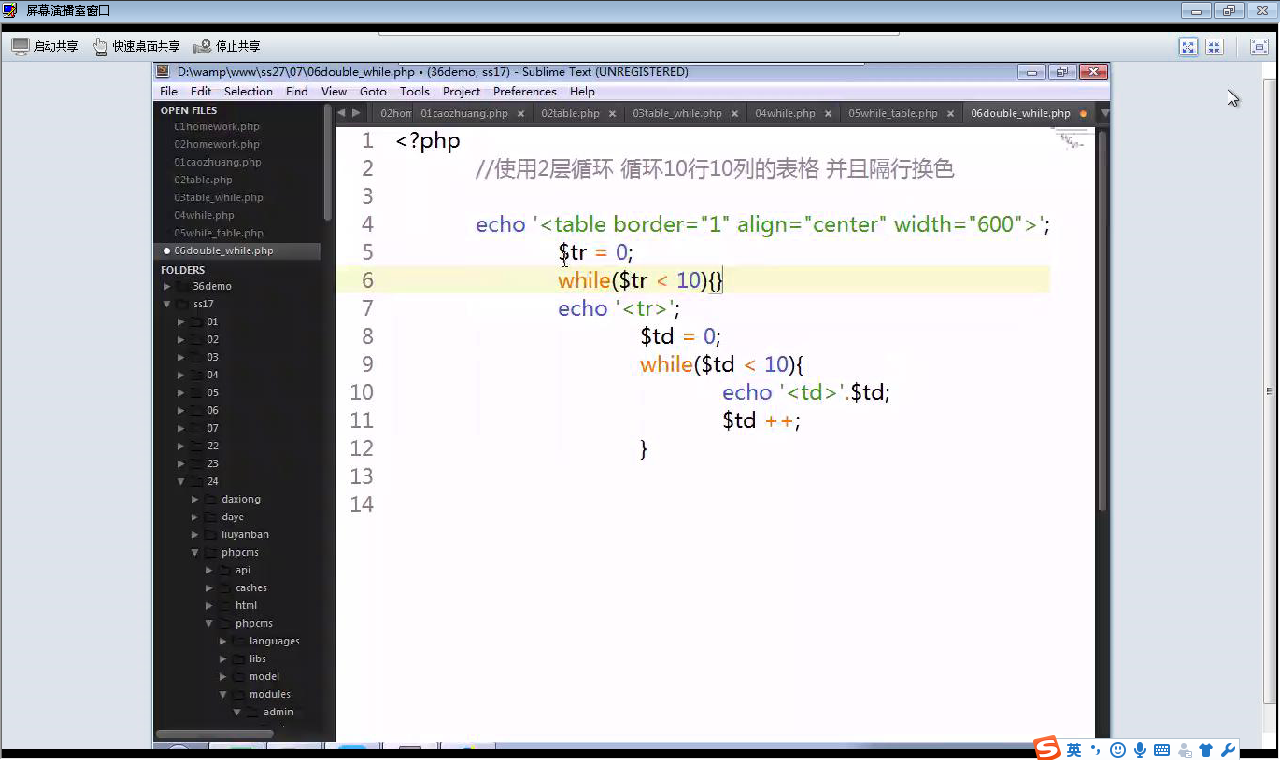 屏幕演播室窗口
启动共享 快速桌面共享 停止共享
D:\wamp\www\ss27\07\06double_while.php • (36demo, ss17) - Sublime Text (UNREGISTERED)
File Edit Selection Find View Goto Tools Project Preferences Help
OPEN FILES
01homework.php
02homework.php
01caozhuang.php
02table.php
03table_while.php
04while.php
05while_table.php
06double_while.php
FOLDERS
36demo
ss17
01
02
03
04
05
06
07
22
23
24
daxiong
daye
liuyanban
phpcms
api
caches
html
phpcms
languages
libs
model
modules
admin
02hom 01caozhuang.php × 02table.php × 03table_while.php × 04while.php × 05while_table.php × 06double_while.php
1 <?php
2 //使用2层循环 循环10行10列的表格 并且隔行换色
3
4 echo '<table border="1" align="center" width="600">';
5 $tr = 0;
6 while($tr < 10){}
7 echo '<tr>';
8 $td = 0;
9 while($td < 10){
10 echo '<td>'.$td;
11 $td ++;
12 }
13
14
英